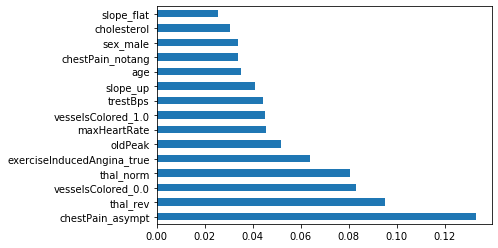 slope_flat
cholesterol
sex_male
chestPain_notang
age
slope_up
trestBps
vesselsColored_1.0
maxHeartRate
oldPeak
exerciseInducedAngina_true
thal_norm
vesselsColored_0.0
thal_rev
chestPain_asympt
0.00 0.02 0.04 0.06 0.08 0.10 0.12